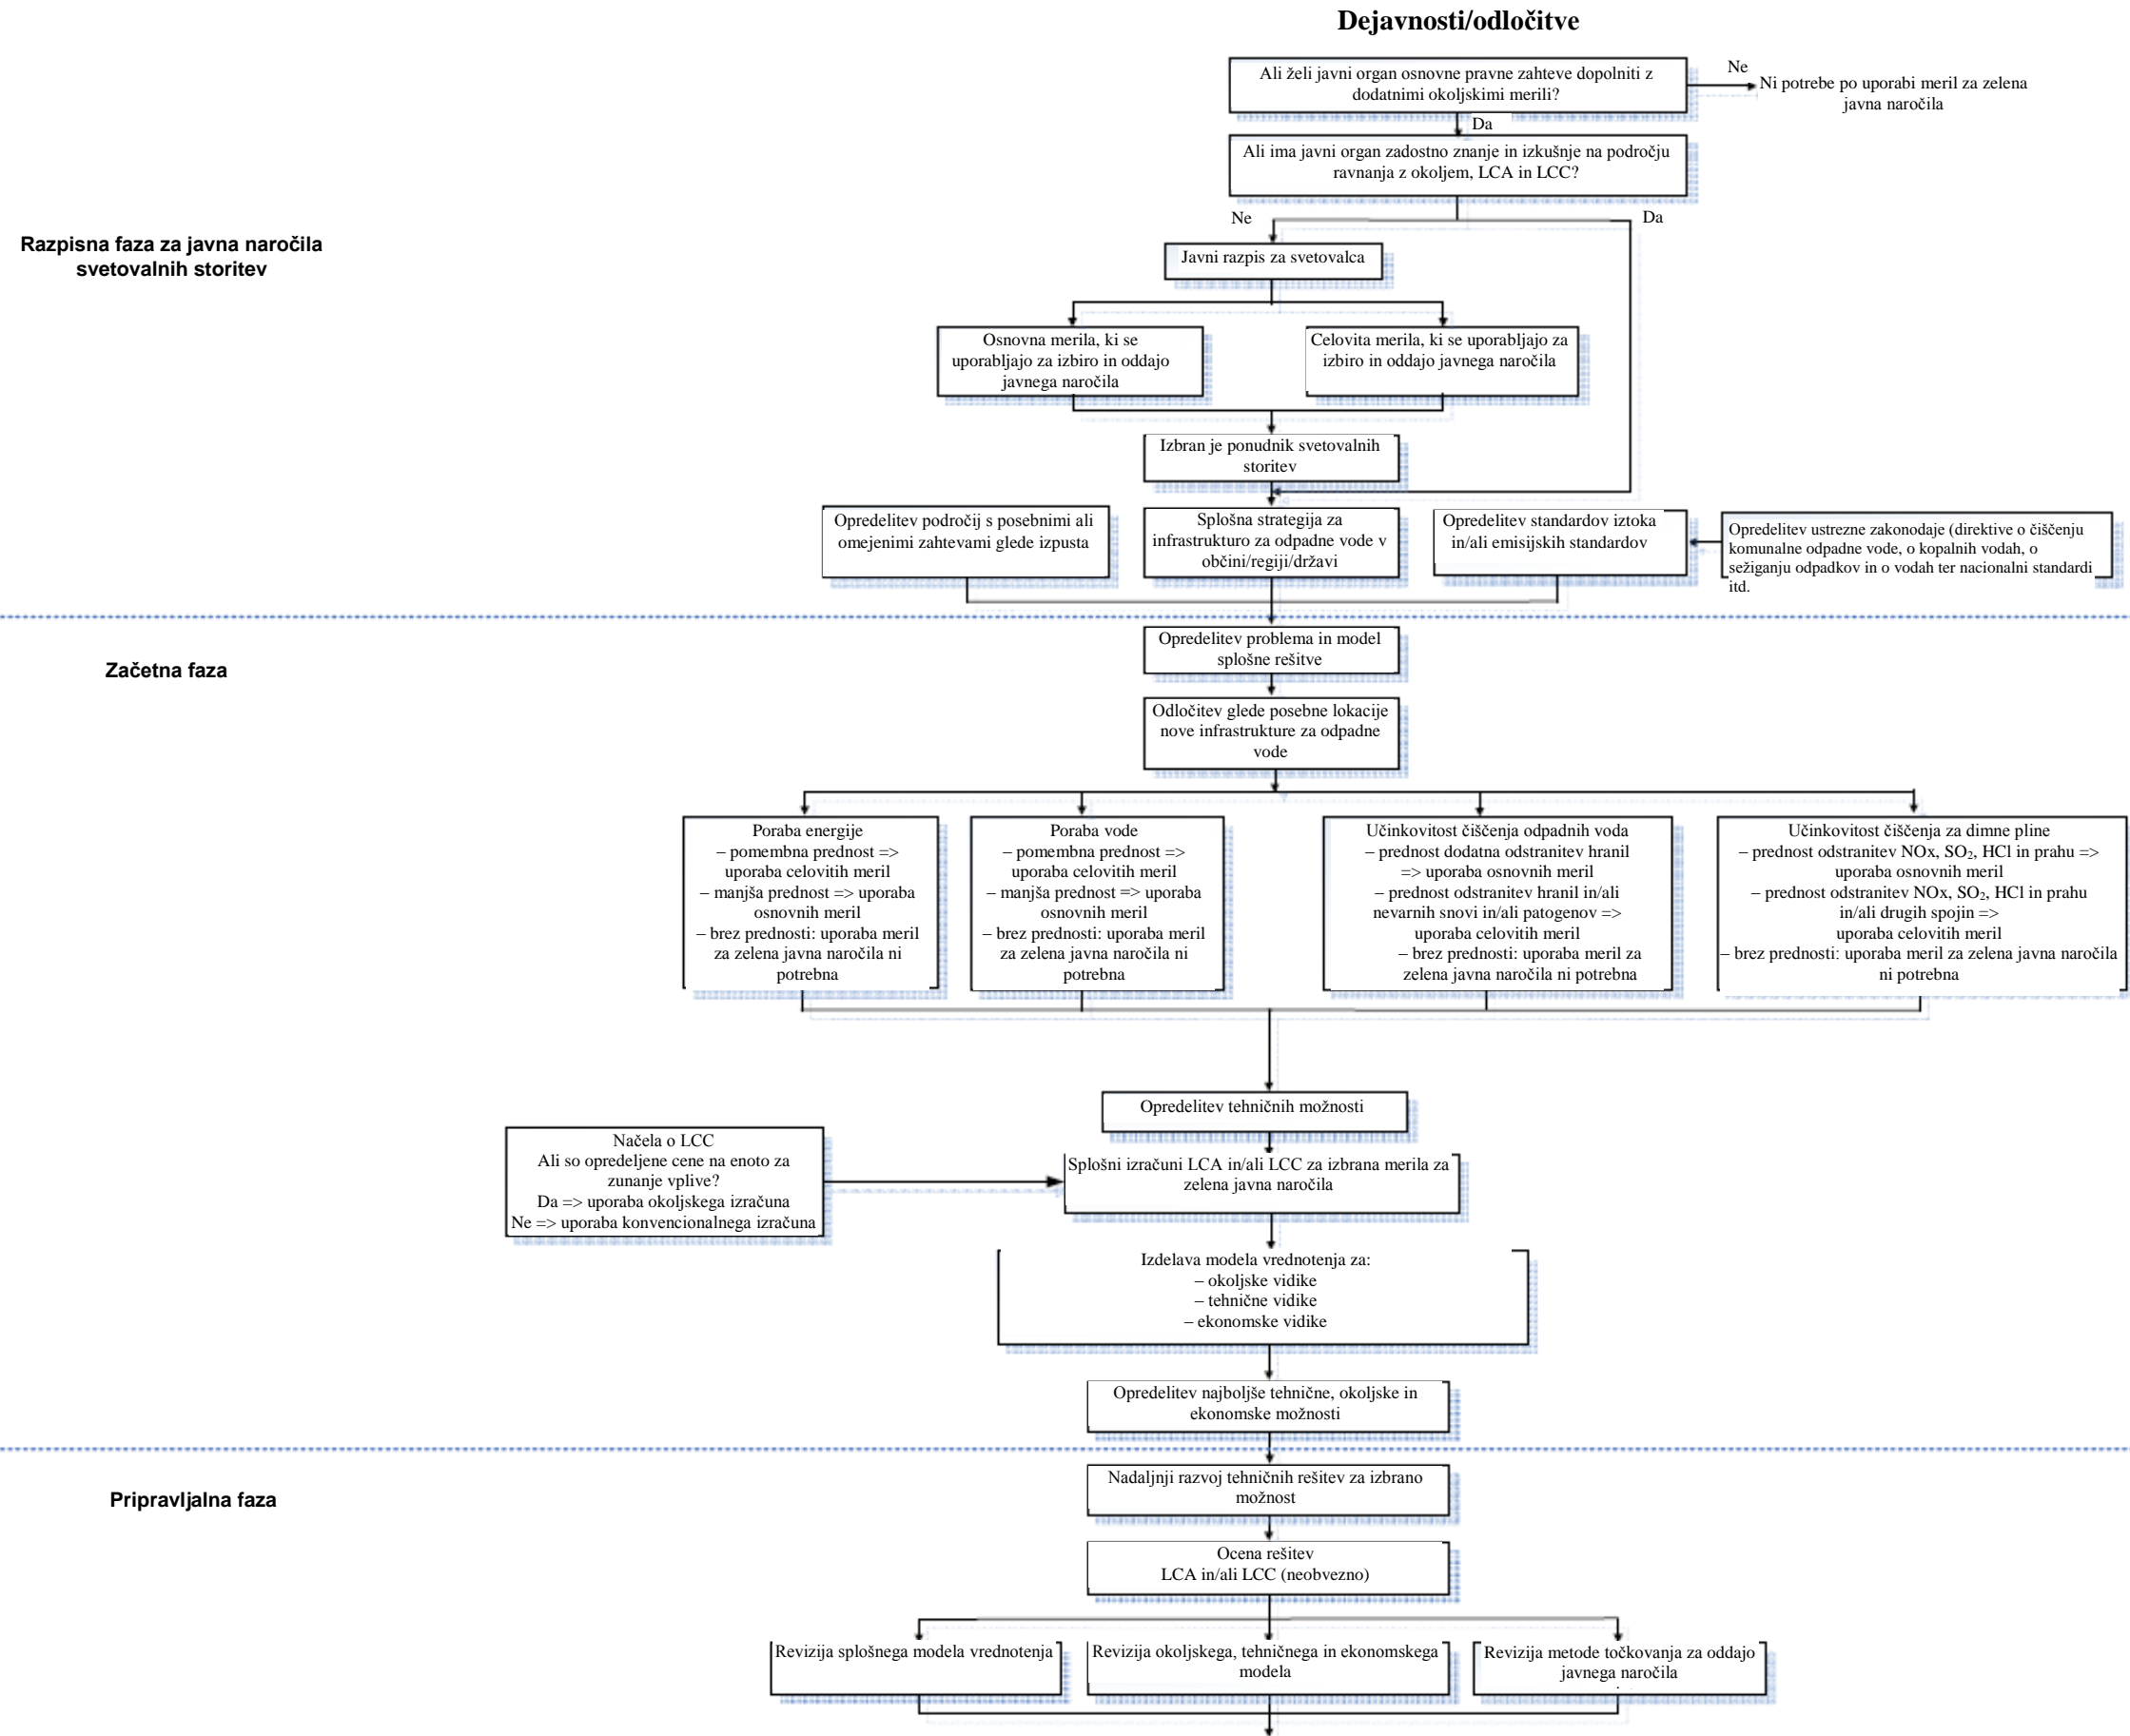 Dejavnosti/odločitve
Ali želi javni organ osnovne pravne zahteve dopolniti z
dodatnimi okoljskimi merili?
Ne
Ni potrebe po uporabi meril za zelena
javna naročila
Da
Ali ima javni organ zadostno znanje in izkušnje na področju
ravnanja z okoljem, LCA in LCC?
Ne
Da
Razpisna faza za javna naročila
svetovalnih storitev
Javni razpis za svetovalca
Osnovna merila, ki se
uporabljajo za izbiro in oddajo
javnega naročila
Celovita merila, ki se uporabljajo za
izbiro in oddajo javnega naročila
Izbran je ponudnik svetovalnih
storitev
Opredelitev področij s posebnimi ali
omejenimi zahtevami glede izpusta
Splošna strategija za
infrastrukturo za odpadne vode v
občini/regiji/državi
Opredelitev standardov iztoka
in/ali emisijskih standardov
Opredelitev ustrezne zakonodaje (direktive o čiščenju
komunalne odpadne vode, o kopalnih vodah, o
sežiganju odpadkov in o vodah ter nacionalni standardi
itd.
Začetna faza
Opredelitev problema in model
splošne rešitve
Odločitev glede posebne lokacije
nove infrastrukture za odpadne
vode
Poraba energije
– pomembna prednost =>
uporaba celovitih meril
– manjša prednost => uporaba
osnovnih meril
– brez prednosti: uporaba meril
za zelena javna naročila ni
potrebna
Poraba vode
– pomembna prednost =>
uporaba celovitih meril
– manjša prednost => uporaba
osnovnih meril
– brez prednosti: uporaba meril
za zelena javna naročila ni
potrebna
Učinkovitost čiščenja odpadnih voda
– prednost dodatna odstranitev hranil
=> uporaba osnovnih meril
– prednost odstranitev hranil in/ali
nevarnih snovi in/ali patogenov =>
uporaba celovitih meril
– brez prednosti: uporaba meril za
zelena javna naročila ni potrebna
Učinkovitost čiščenja za dimne pline
– prednost odstranitev NOx, SO₂, HCl in prahu =>
uporaba osnovnih meril
– prednost odstranitev NOx, SO₂, HCl in prahu
in/ali drugih spojin =>
uporaba celovitih meril
– brez prednosti: uporaba meril za zelena javna naročila
ni potrebna
Opredelitev tehničnih možnosti
Načela o LCC
Ali so opredeljene cene na enoto za
zunanje vplive?
Da => uporaba okoljskega izračuna
Ne => uporaba konvencionalnega izračuna
Splošni izračuni LCA in/ali LCC za izbrana merila za
zelena javna naročila
Izdelava modela vrednotenja za:
– okoljske vidike
– tehnične vidike
– ekonomske vidike
Opredelitev najboljše tehnične, okoljske in
ekonomske možnosti
Pripravljalna faza
Nadaljnji razvoj tehničnih rešitev za izbrano
možnost
Ocena rešitev
LCA in/ali LCC (neobvezno)
Revizija splošnega modela vrednotenja
Revizija okoljskega, tehničnega in ekonomskega
modela
Revizija metode točkovanja za oddajo
javnega naročila